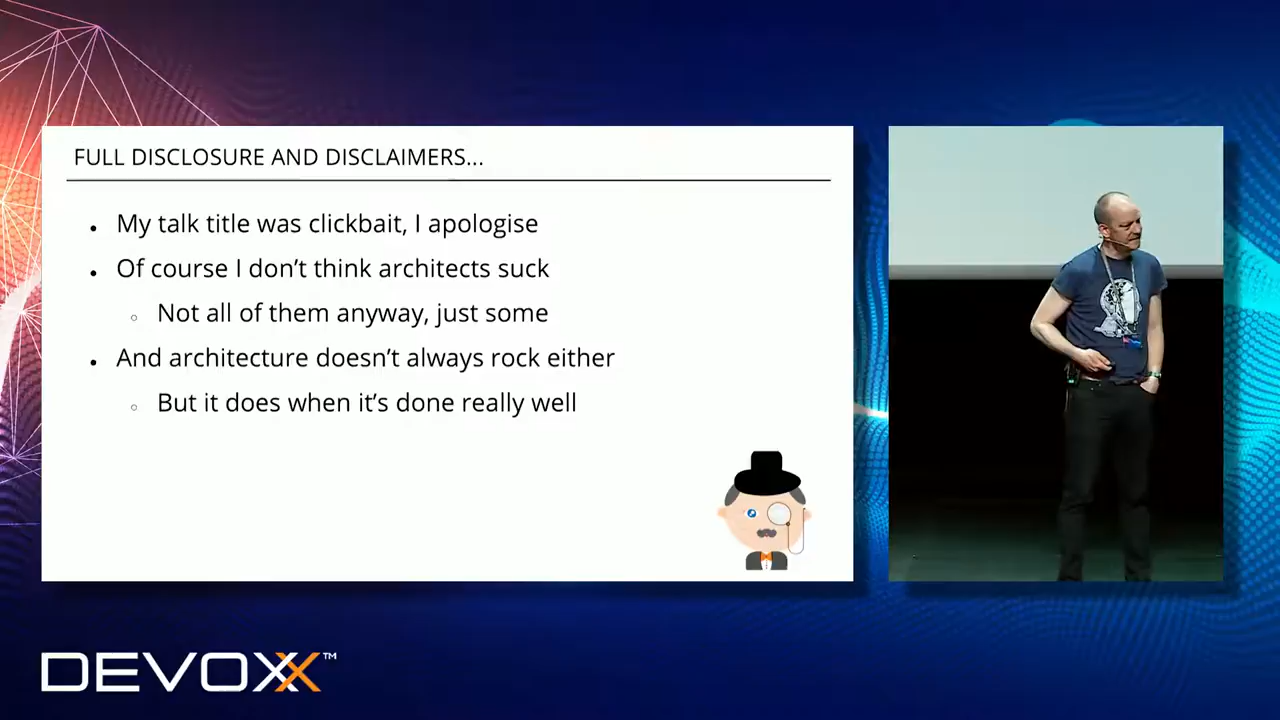 FULL DISCLOSURE AND DISCLAIMERS...
• My talk title was clickbait, I apologise
• Of course I don’t think architects suck
○ Not all of them anyway, just some
• And architecture doesn’t always rock either
○ But it does when it’s done really well
DEVOXX™